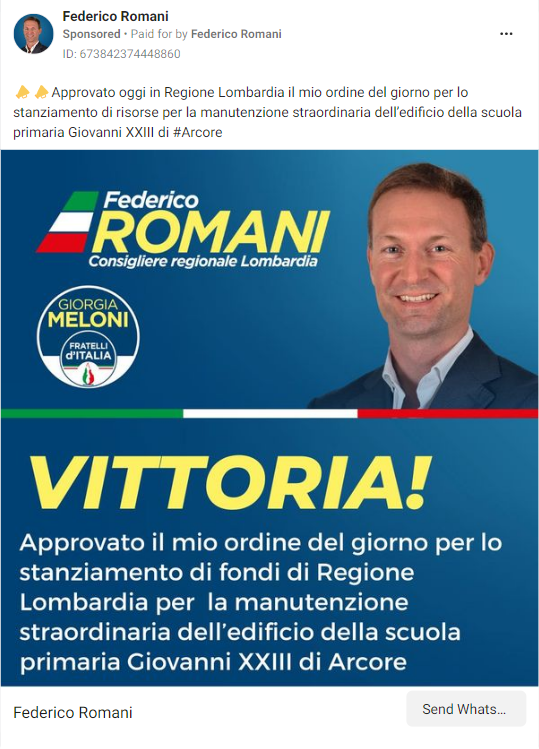 Federico Romani
Sponsored • Paid for by Federico Romani
ID: 673842374448860
Approvato oggi in Regione Lombardia il mio ordine del giorno per lo
stanziamento di risorse per la manutenzione straordinaria dell'edificio della scuola
primaria Giovanni XXIII di #Arcore
Federico
ROMANI
Consigliere regionale Lombardia
GIORGIA
MELONI
FRATELLI
d'ITALIA
VITTORIA!
Approvato il mio ordine del giorno per lo
stanziamento di fondi di Regione
Lombardia per la manutenzione
straordinaria dell'edificio della scuola
primaria Giovanni XXIII di Arcore
Federico Romani
Send Whats...